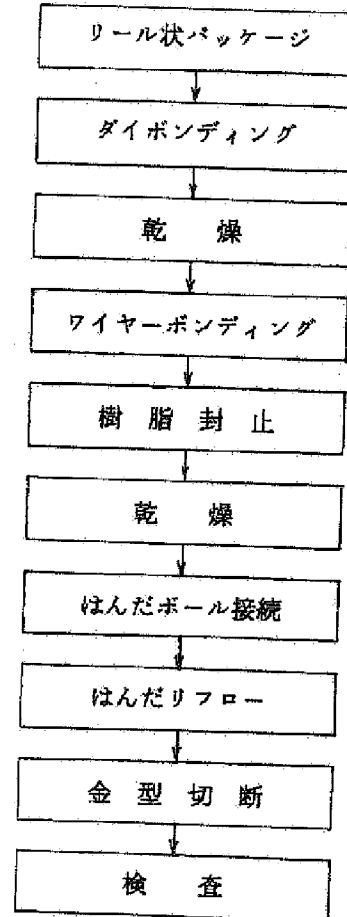 リール状パッケージ
ダイボンディング
乾燥
ワイヤーボンディング
樹脂封止
乾燥
はんだボール接続
はんだリフロー
金型切断
検査